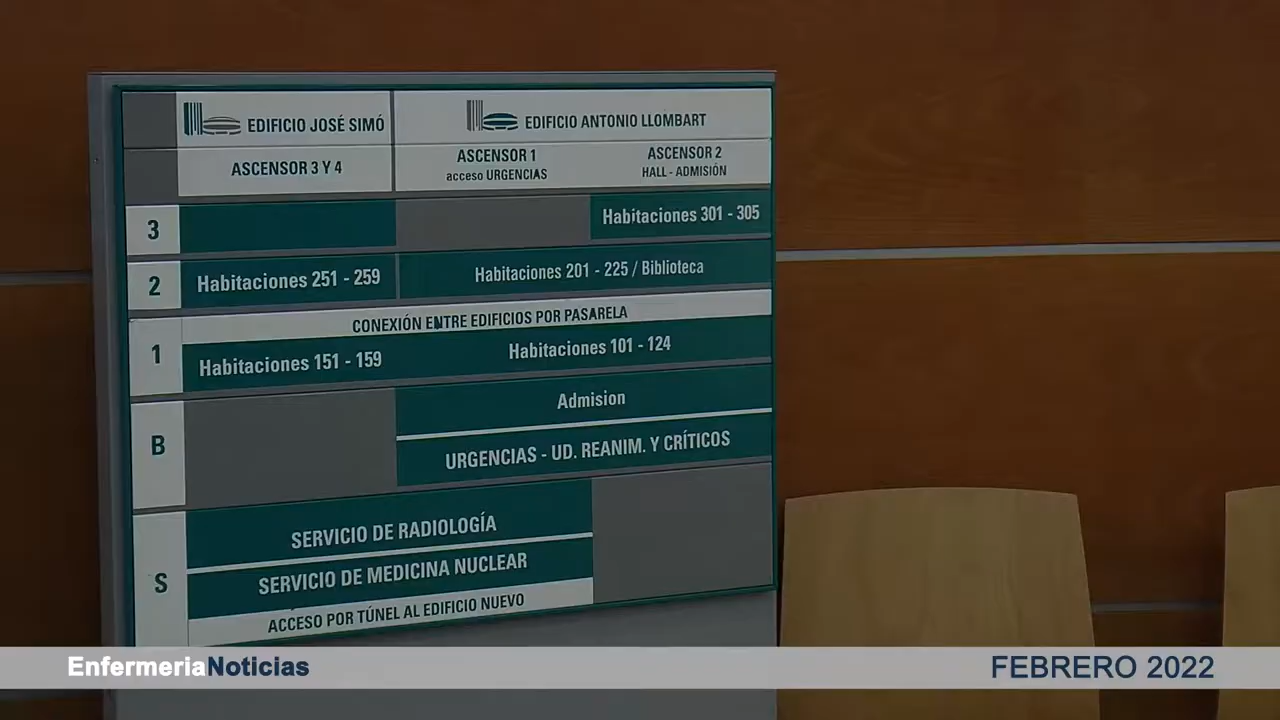 EDIFICIO JOSÉ SIMÓ
EDIFICIO ANTONIO LLOMBART
ASCENSOR 3 Y 4
ASCENSOR 1
acceso URGENCIAS
ASCENSOR 2
HALL - ADMISIÓN
3
Habitaciones 301 - 305
2
Habitaciones 251 - 259
Habitaciones 201 - 225 / Biblioteca
CONEXIÓN ENTRE EDIFICIOS POR PASARELA
1
Habitaciones 151 - 159
Habitaciones 101 - 124
B
Admision
URGENCIAS - UD. REANIM. Y CRÍTICOS
S
SERVICIO DE RADIOLOGÍA
SERVICIO DE MEDICINA NUCLEAR
ACCESO POR TÚNEL AL EDIFICIO NUEVO
EnfermeriaNoticias
FEBRERO 2022